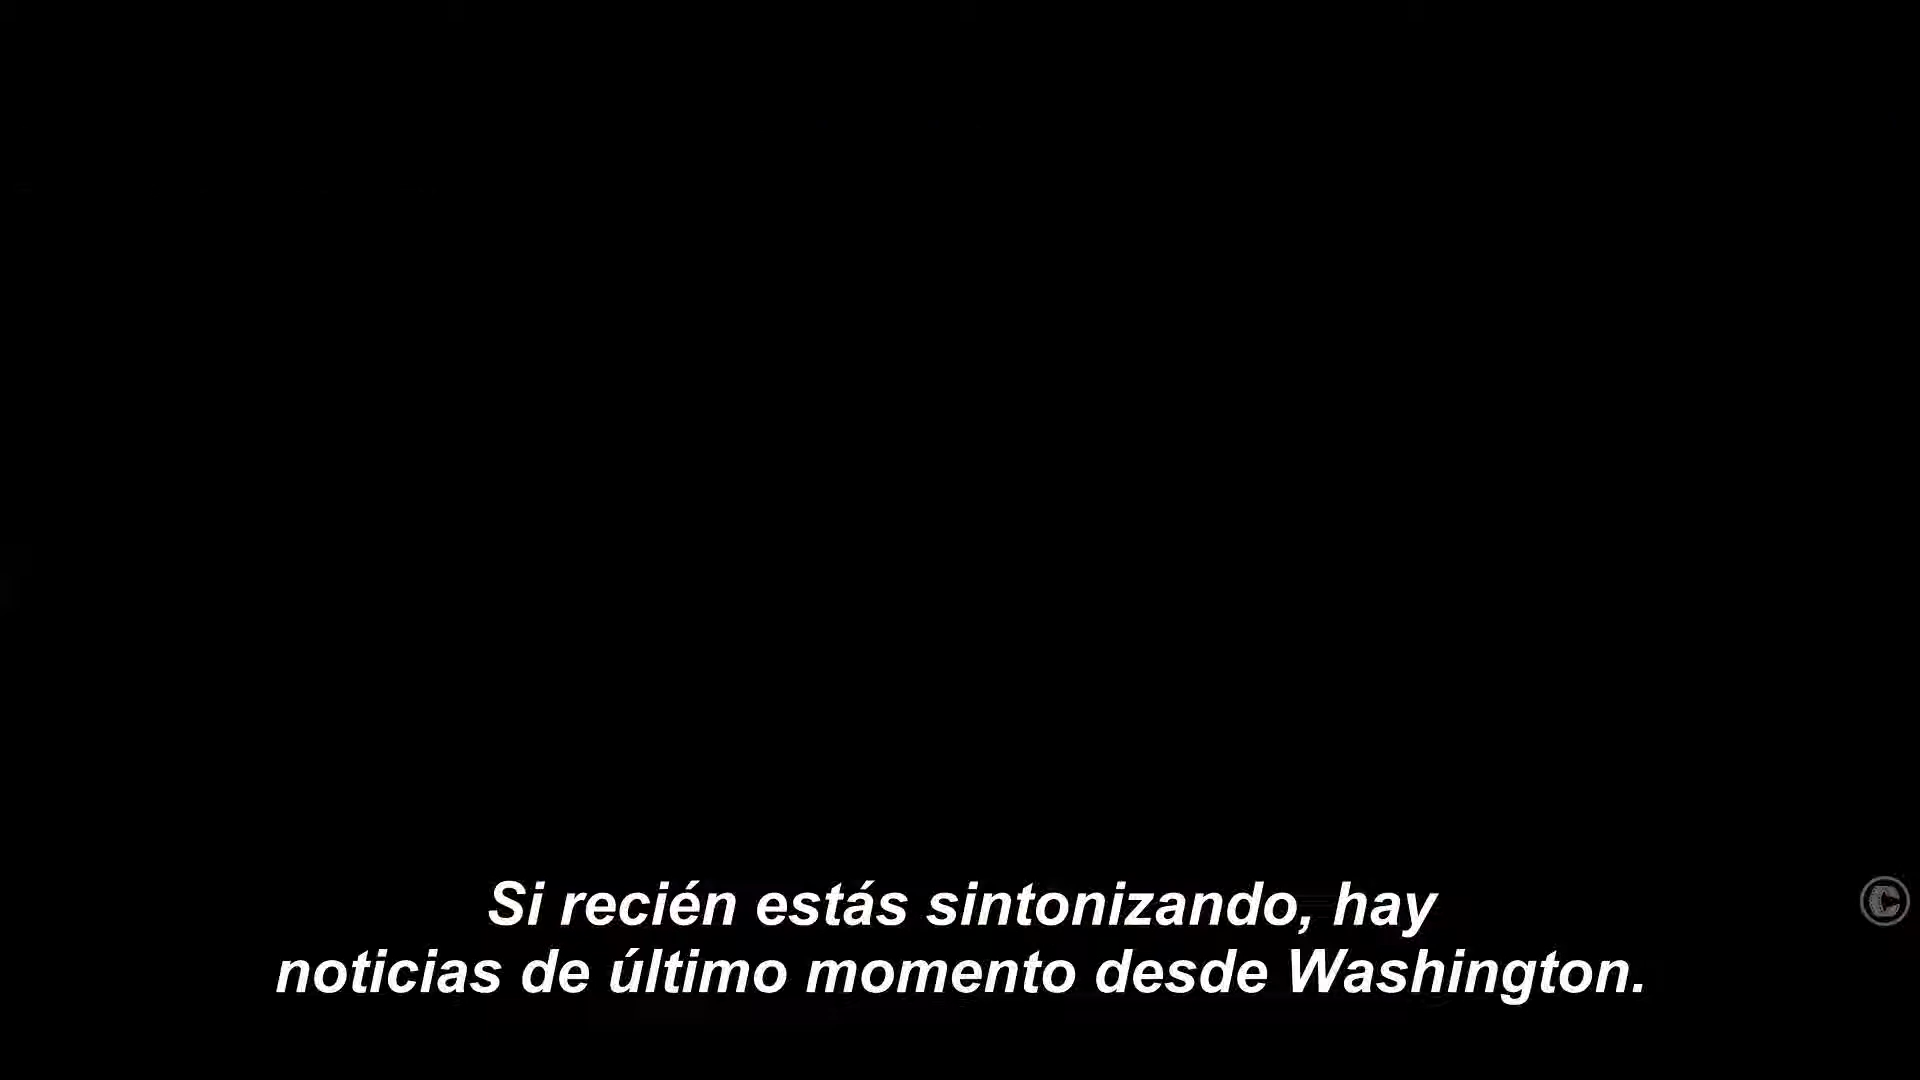 Si recién estás sintonizando, hay
noticias de último momento desde Washington.